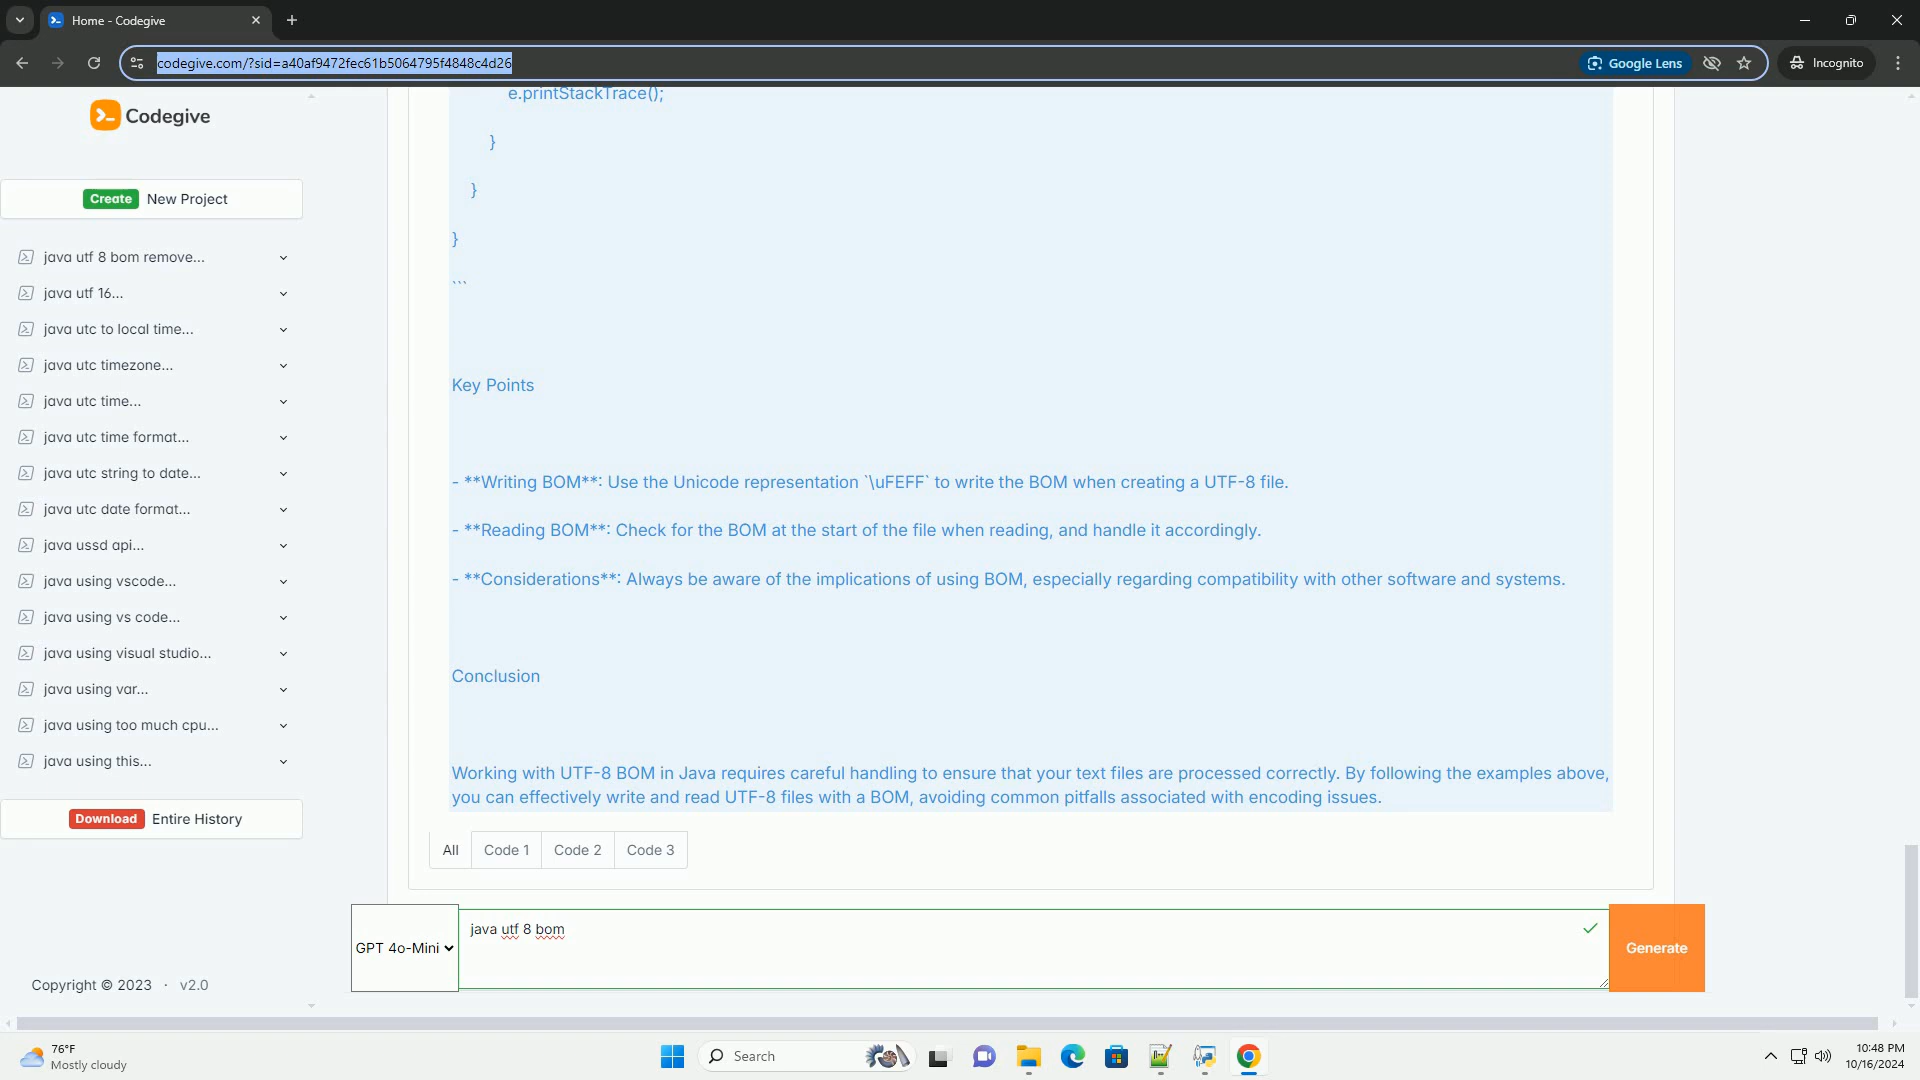 Home - Codegive
codegive.com/?sid=a40af9472fec61b5064795f4848c4d26
Google Lens
Incognito
Codegive
Create New Project
java utf 8 bom remove...
java utf 16...
java utc to local time...
java utc timezone...
java utc time...
java utc time format...
java utc string to date...
java utc date format...
java ussd api...
java using vscode...
java using vs code...
java using visual studio...
java using var...
java using too much cpu...
java using this...
Download Entire History
Copyright © 2023 · v2.0
e.printStackTrace();
}
}
}
```
Key Points
- **Writing BOM**: Use the Unicode representation `\uFEFF` to write the BOM when creating a UTF-8 file.
- **Reading BOM**: Check for the BOM at the start of the file when reading, and handle it accordingly.
- **Considerations**: Always be aware of the implications of using BOM, especially regarding compatibility with other software and systems.
Conclusion
Working with UTF-8 BOM in Java requires careful handling to ensure that your text files are processed correctly. By following the examples above,
you can effectively write and read UTF-8 files with a BOM, avoiding common pitfalls associated with encoding issues.
All Code 1 Code 2 Code 3
GPT 4o-Mini
java utf 8 bom
Generate
76°F
Mostly cloudy
Search
10:48 PM
10/16/2024